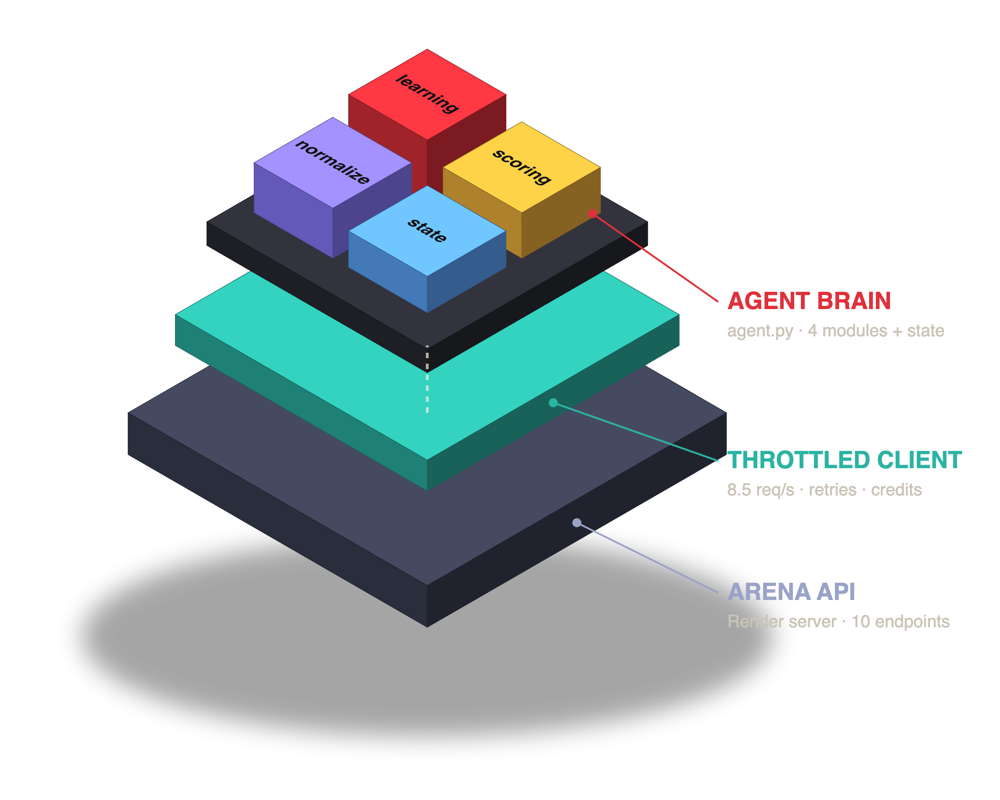 learning
normalize
scoring
state
AGENT BRAIN
agent.py · 4 modules + state
THROTTLED CLIENT
8.5 req/s · retries · credits
ARENA API
Render server · 10 endpoints